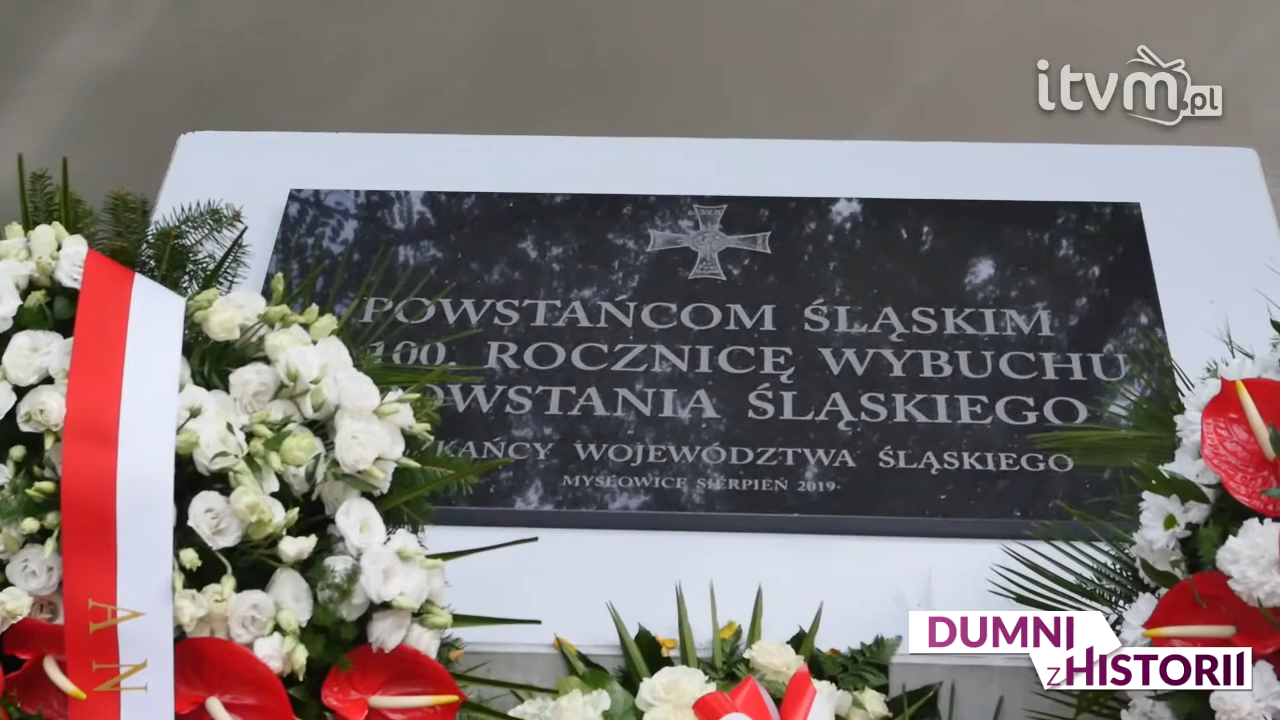 itvm.pl
POWSTAŃCOM ŚLĄSKIM
100. ROCZNICĘ WYBUCHU
OWSTANIA ŚLĄSKIEGO
KAŃCY WOJEWÓDZTWA ŚLĄSKIEGO
MYSŁOWICE SIERPIEŃ 2019
A N
DUMNI
Z HISTORII